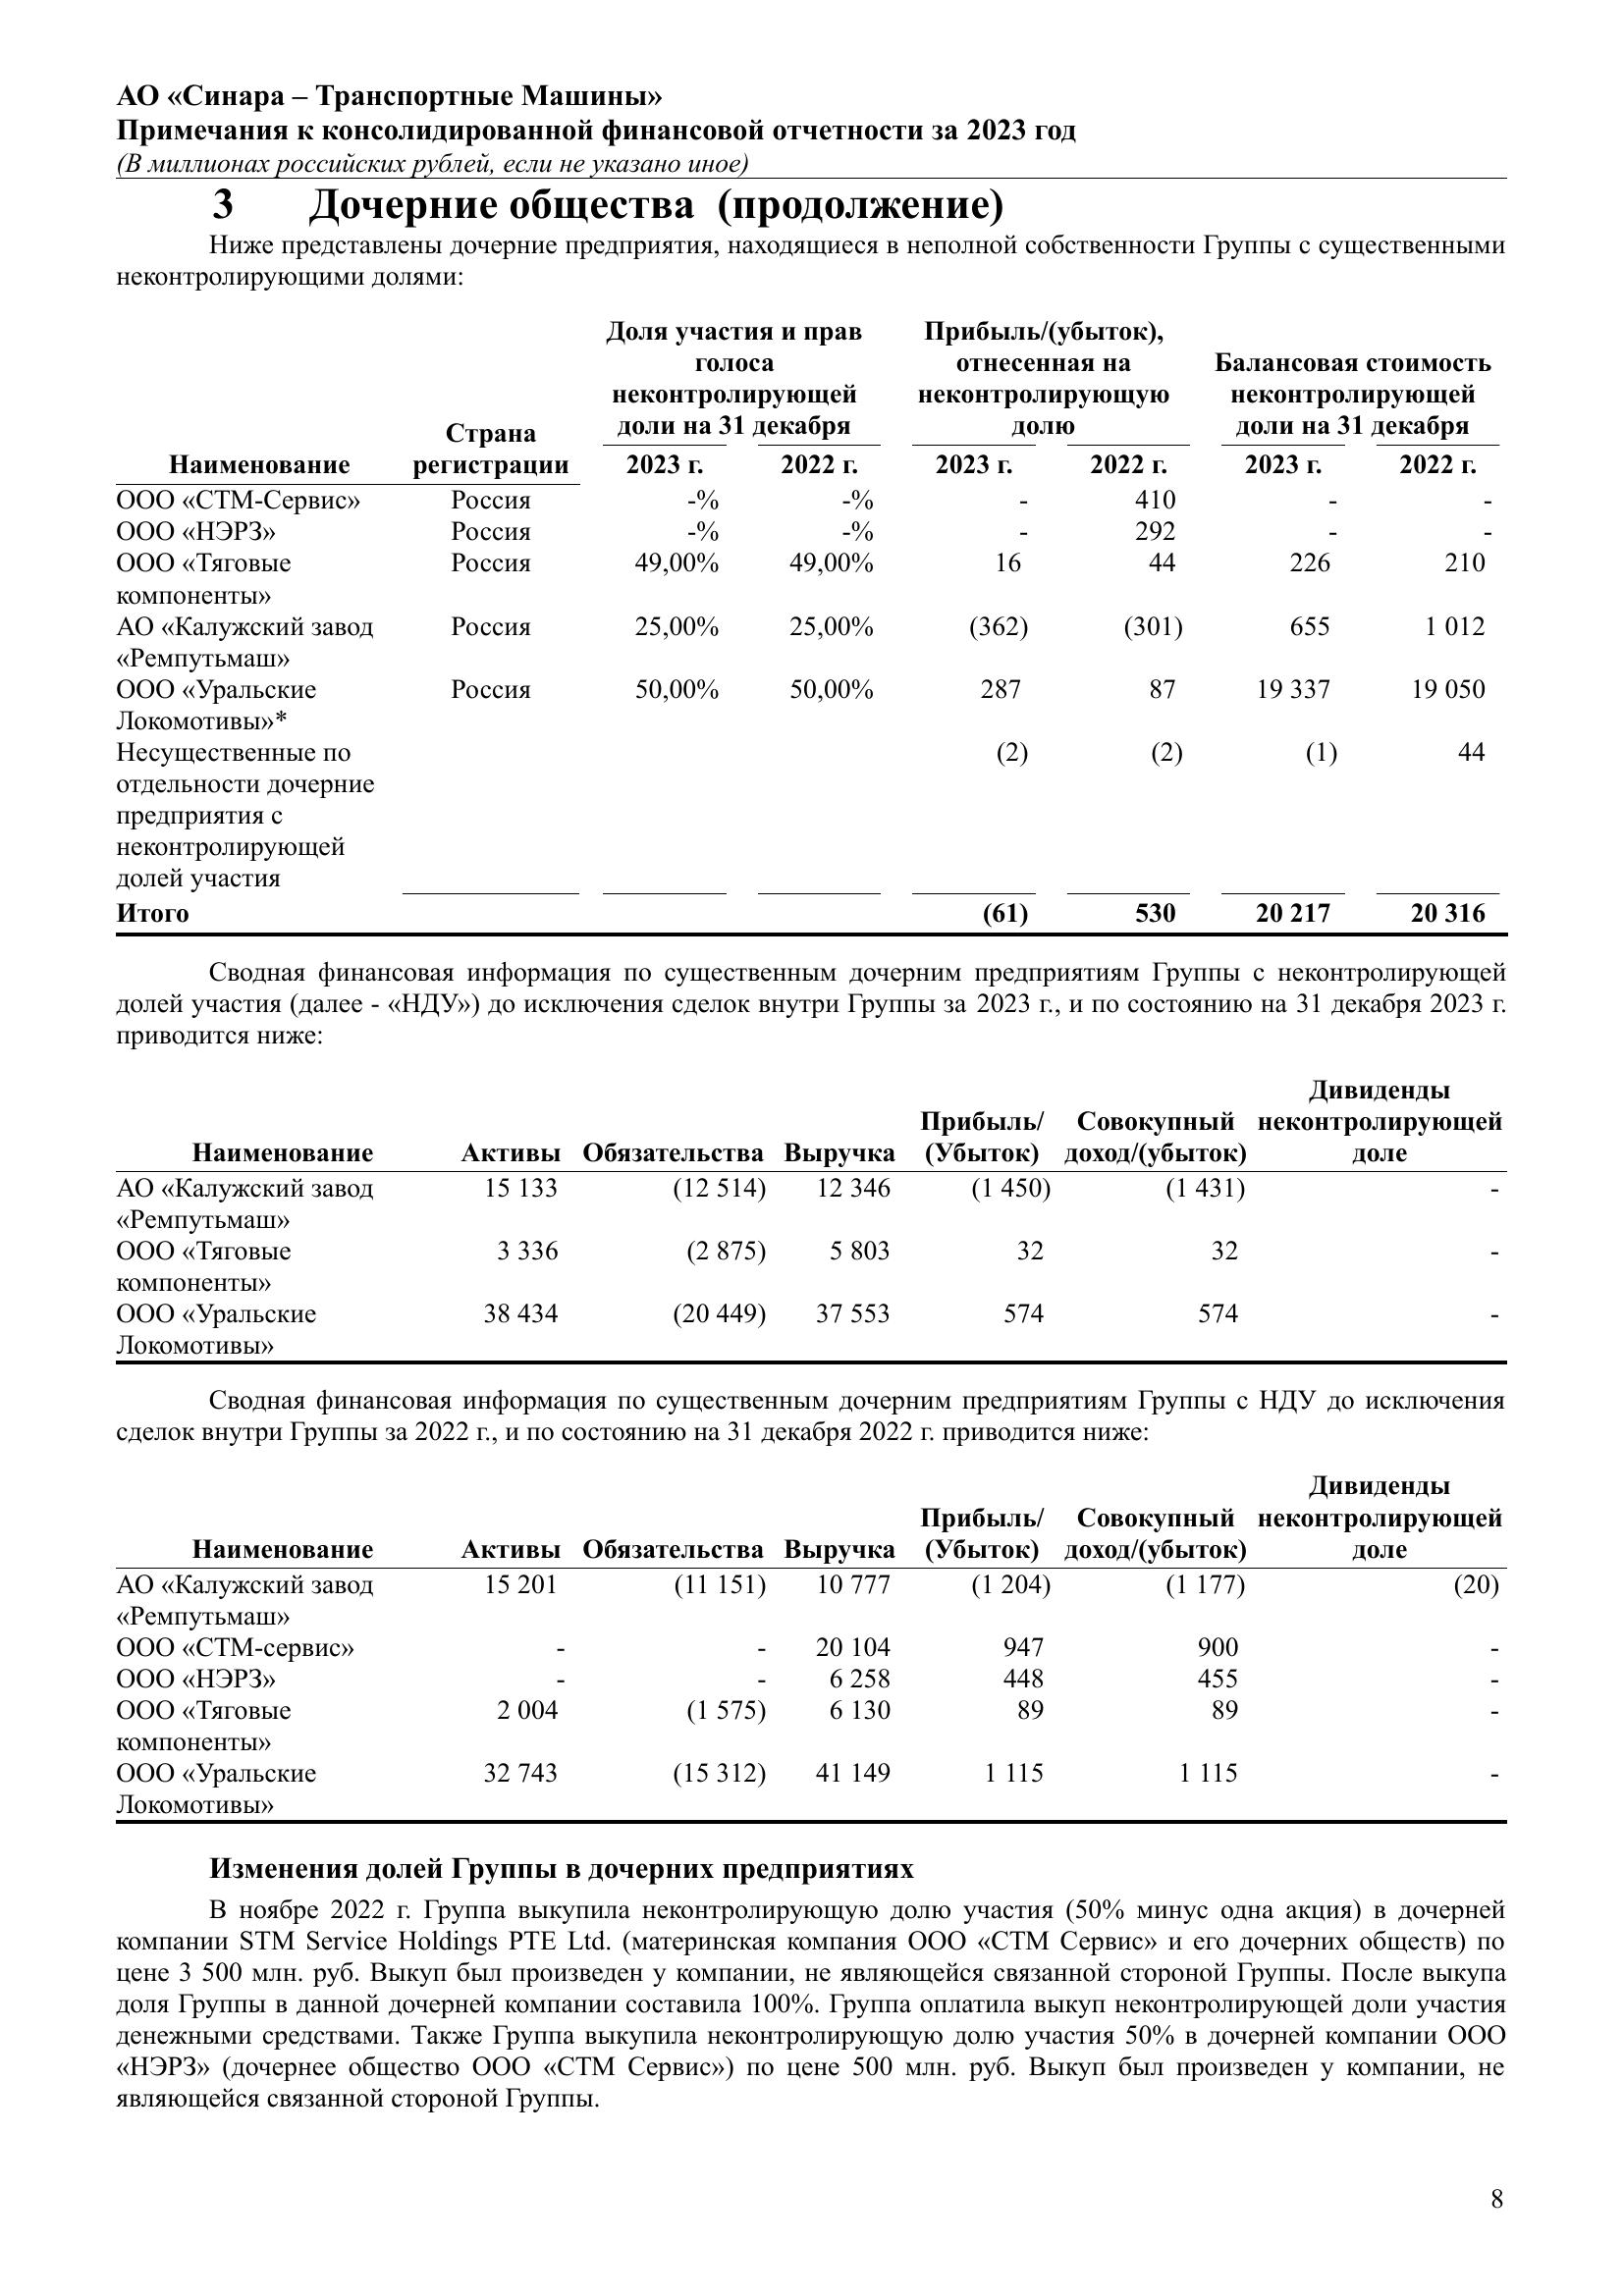 АО «Синара – Транспортные Машины»
Примечания к консолидированной финансовой отчетности за 2023 год
(В миллионах российских рублей, если не указано иное)
3 Дочерние общества (продолжение)
Ниже представлены дочерние предприятия, находящиеся в неполной собственности Группы с существенными
неконтролирующими долями:
Доля участия и прав Прибыль/(убыток),
голоса отнесенная на Балансовая стоимость
неконтролирующей неконтролирующую неконтролирующей
доли на 31 декабря долю доли на 31 декабря
Страна
Наименование регистрации 2023 г. 2022 г. 2023 г. 2022 г. 2023 г. 2022 г.
ООО «СТМ-Сервис» Россия -% -% - 410 - -
ООО «НЭРЗ» Россия -% -% - 292 - -
ООО «Тяговые Россия 49,00% 49,00% 16 44 226 210
компоненты»
АО «Калужский завод Россия 25,00% 25,00% (362) (301) 655 1 012
«Ремпутьмаш»
ООО «Уральские Россия 50,00% 50,00% 287 87 19 337 19 050
Локомотивы»*
Несущественные по (2) (2) (1) 44
отдельности дочерние
предприятия с
неконтролирующей
долей участия
Итого (61) 530 20 217 20 316
Сводная финансовая информация по существенным дочерним предприятиям Группы с неконтролирующей
долей участия (далее - «НДУ») до исключения сделок внутри Группы за 2023 г., и по состоянию на 31 декабря 2023 г.
приводится ниже:
Дивиденды
Прибыль/ Совокупный неконтролирующей
Наименование Активы Обязательства Выручка (Убыток) доход/(убыток) доле
АО «Калужский завод 15 133 (12 514) 12 346 (1 450) (1 431) -
«Ремпутьмаш»
ООО «Тяговые 3 336 (2 875) 5 803 32 32 -
компоненты»
ООО «Уральские 38 434 (20 449) 37 553 574 574 -
Локомотивы»
Сводная финансовая информация по существенным дочерним предприятиям Группы с НДУ до исключения
сделок внутри Группы за 2022 г., и по состоянию на 31 декабря 2022 г. приводится ниже:
Дивиденды
Прибыль/ Совокупный неконтролирующей
Наименование Активы Обязательства Выручка (Убыток) доход/(убыток) доле
АО «Калужский завод 15 201 (11 151) 10 777 (1 204) (1 177) (20)
«Ремпутьмаш»
ООО «СТМ-сервис» - - 20 104 947 900 -
ООО «НЭРЗ» - - 6 258 448 455 -
ООО «Тяговые 2 004 (1 575) 6 130 89 89 -
компоненты»
ООО «Уральские 32 743 (15 312) 41 149 1 115 1 115 -
Локомотивы»
Изменения долей Группы в дочерних предприятиях
В ноябре 2022 г. Группа выкупила неконтролирующую долю участия (50% минус одна акция) в дочерней
компании STM Service Holdings PTE Ltd. (материнская компания ООО «СТМ Сервис» и его дочерних обществ) по
цене 3 500 млн. руб. Выкуп был произведен у компании, не являющейся связанной стороной Группы. После выкупа
доля Группы в данной дочерней компании составила 100%. Группа оплатила выкуп неконтролирующей доли участия
денежными средствами. Также Группа выкупила неконтролирующую долю участия 50% в дочерней компании ООО
«НЭРЗ» (дочернее общество ООО «СТМ Сервис») по цене 500 млн. руб. Выкуп был произведен у компании, не
являющейся связанной стороной Группы.
8